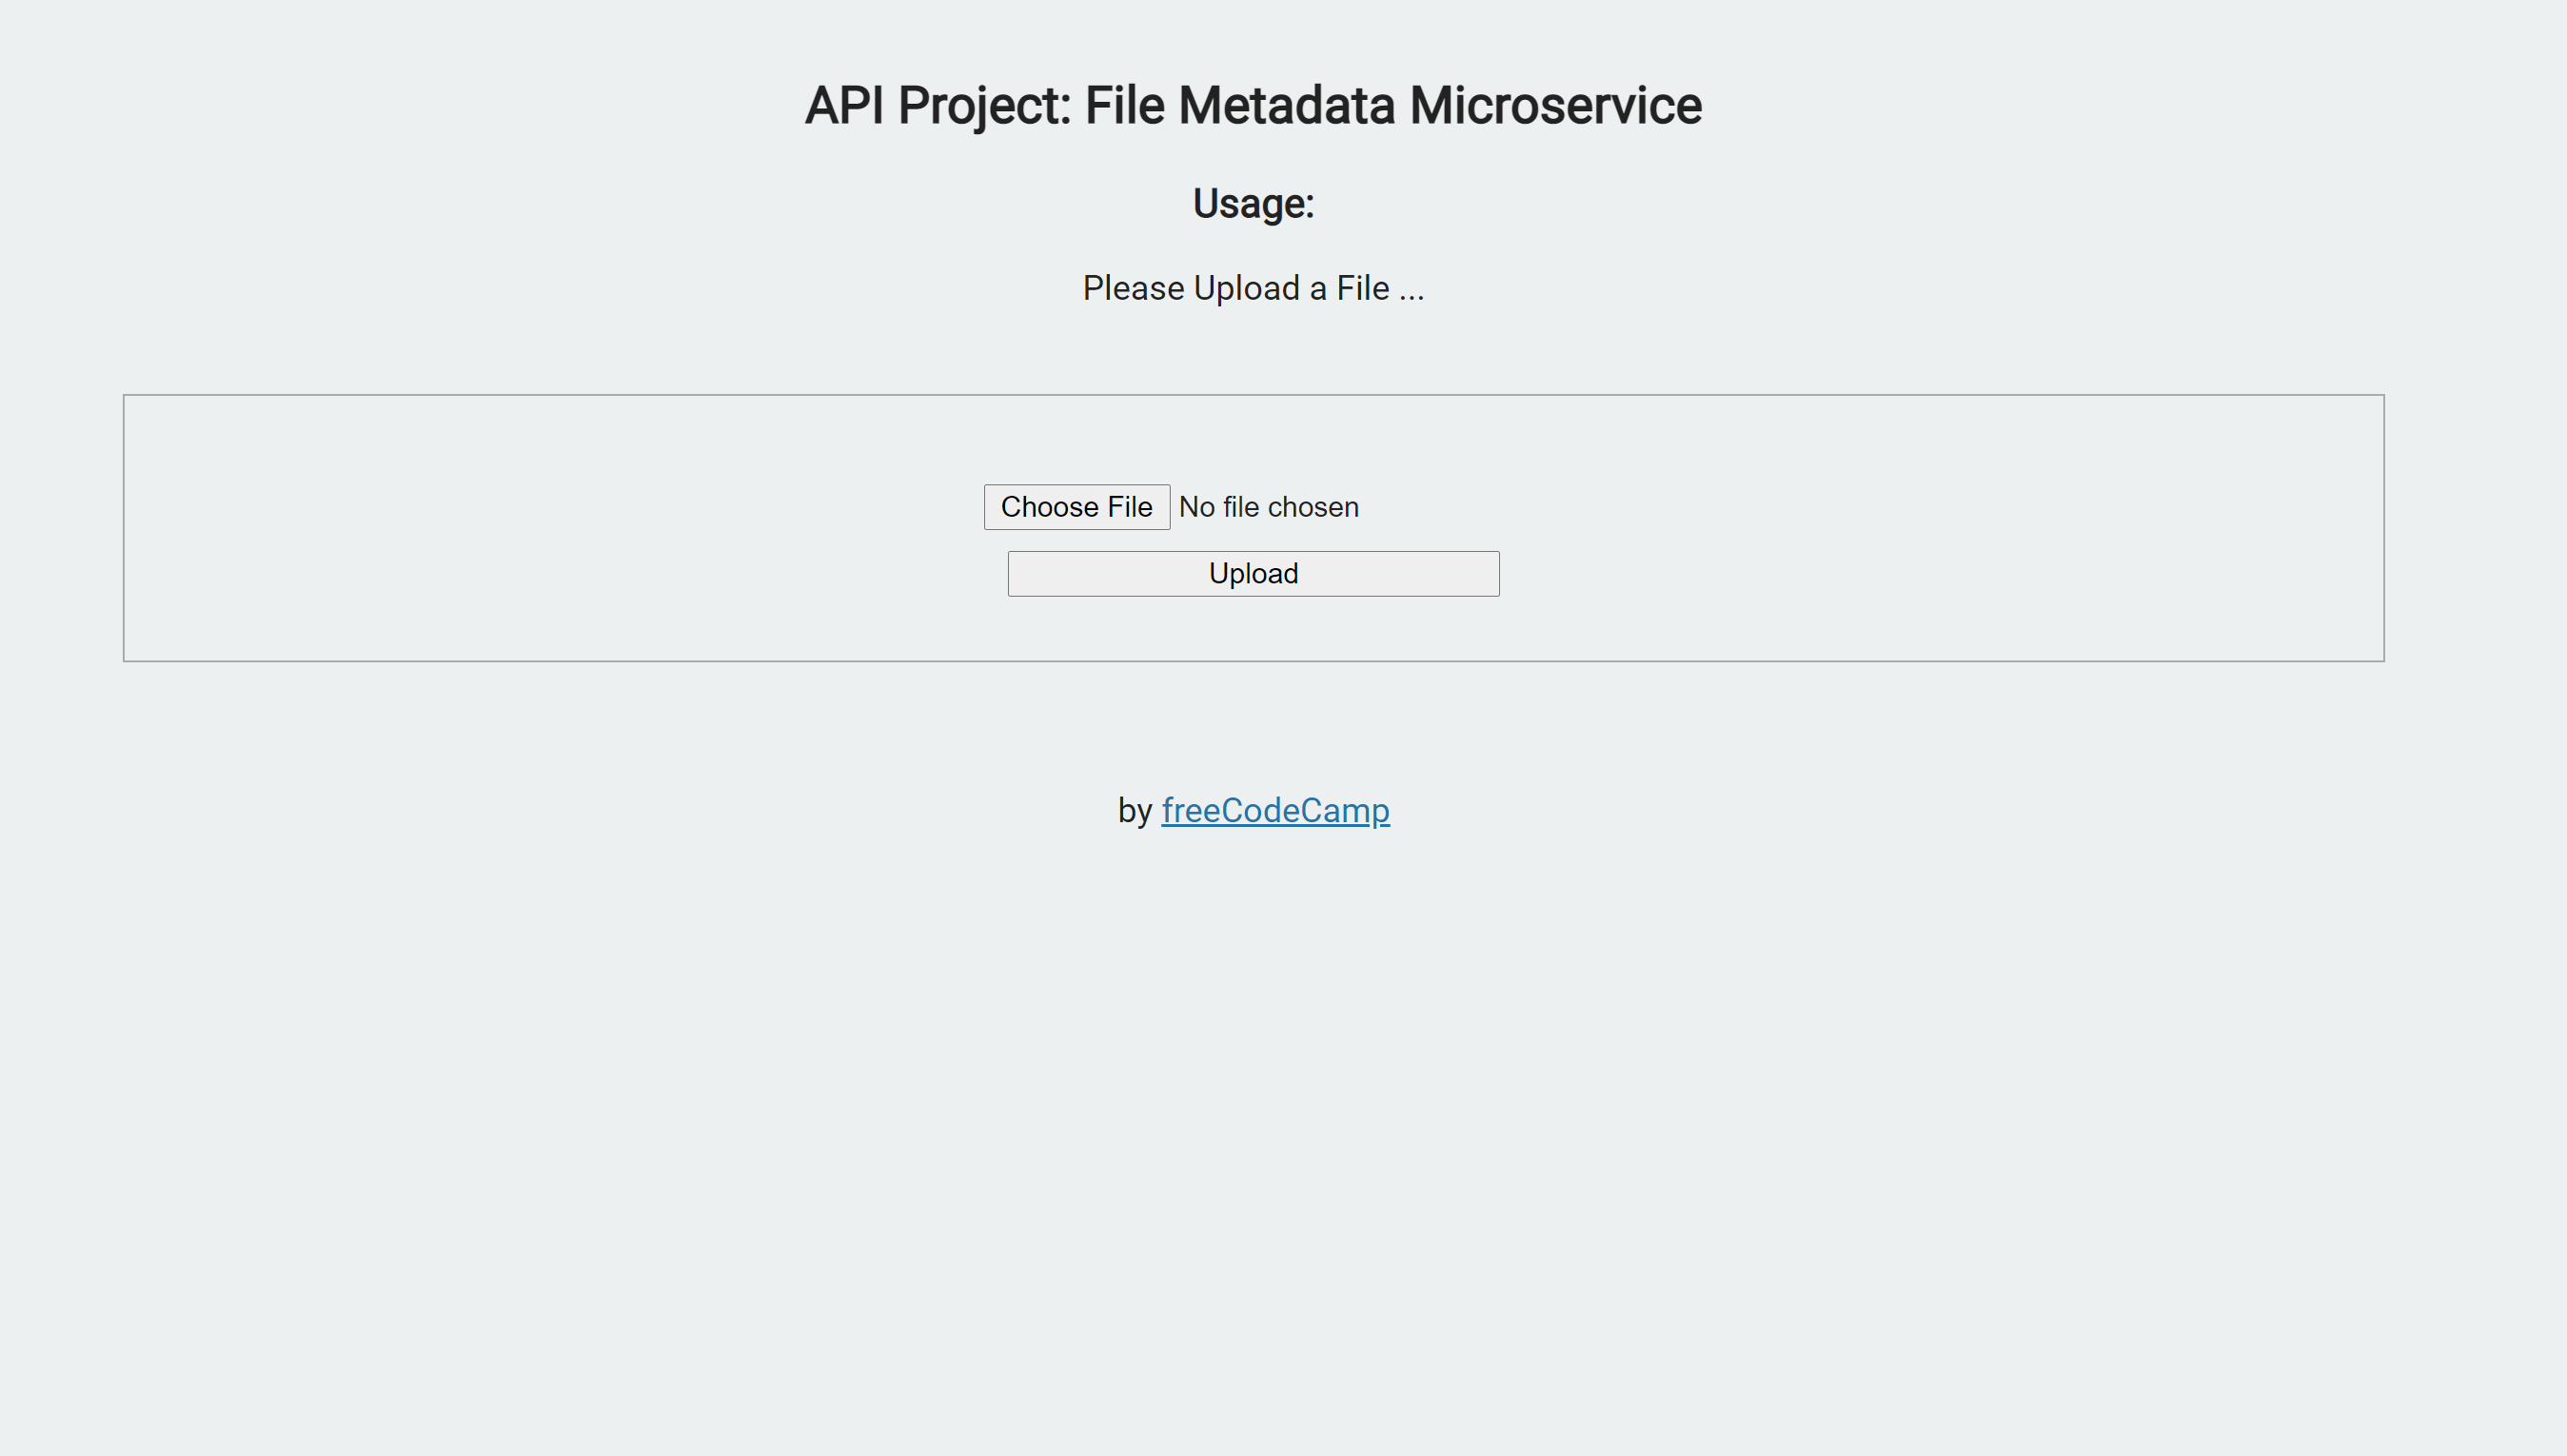 API Project: File Metadata Microservice
Usage:
Please Upload a File ...
Choose File No file chosen
Upload
by freeCodeCamp